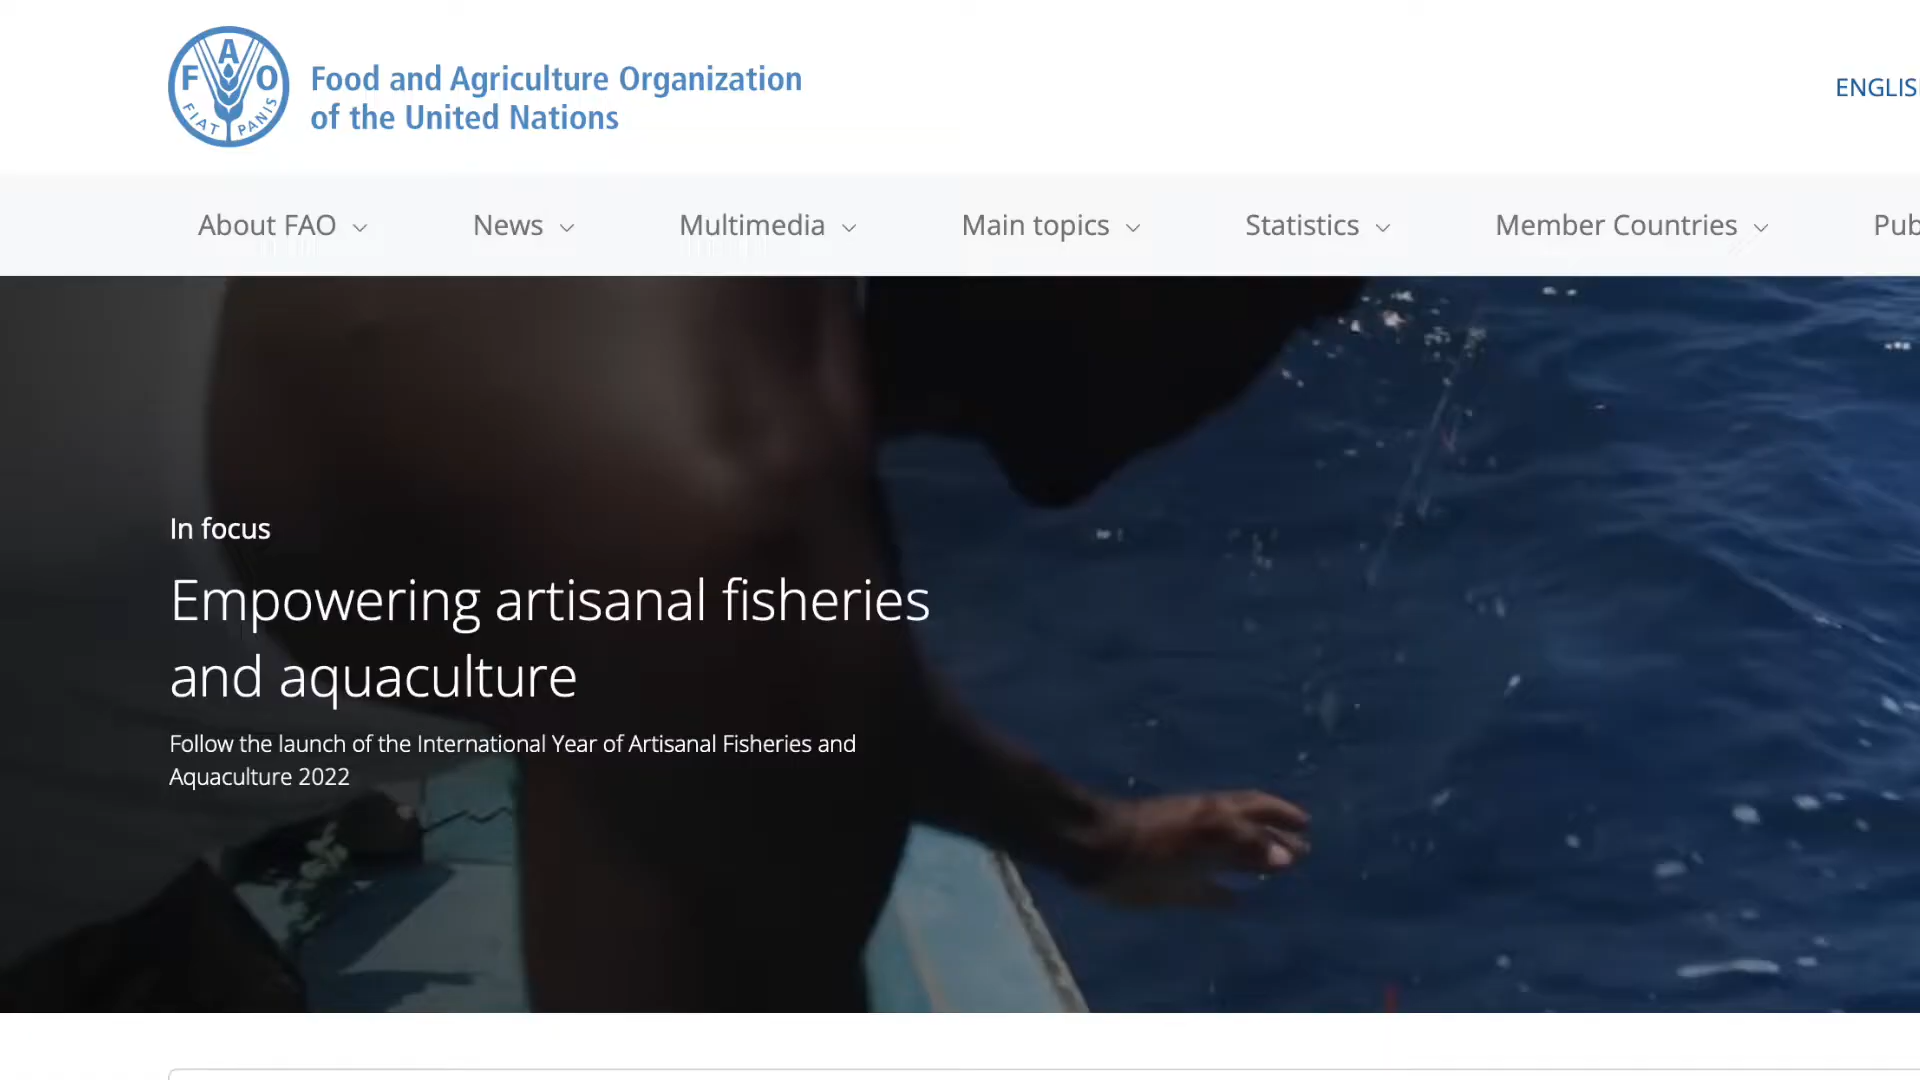 FAO
FIAT PANIS
Food and Agriculture Organization
of the United Nations
ENGLIS
About FAO
News
Multimedia
Main topics
Statistics
Member Countries
Pub
In focus
Empowering artisanal fisheries
and aquaculture
Follow the launch of the International Year of Artisanal Fisheries and
Aquaculture 2022